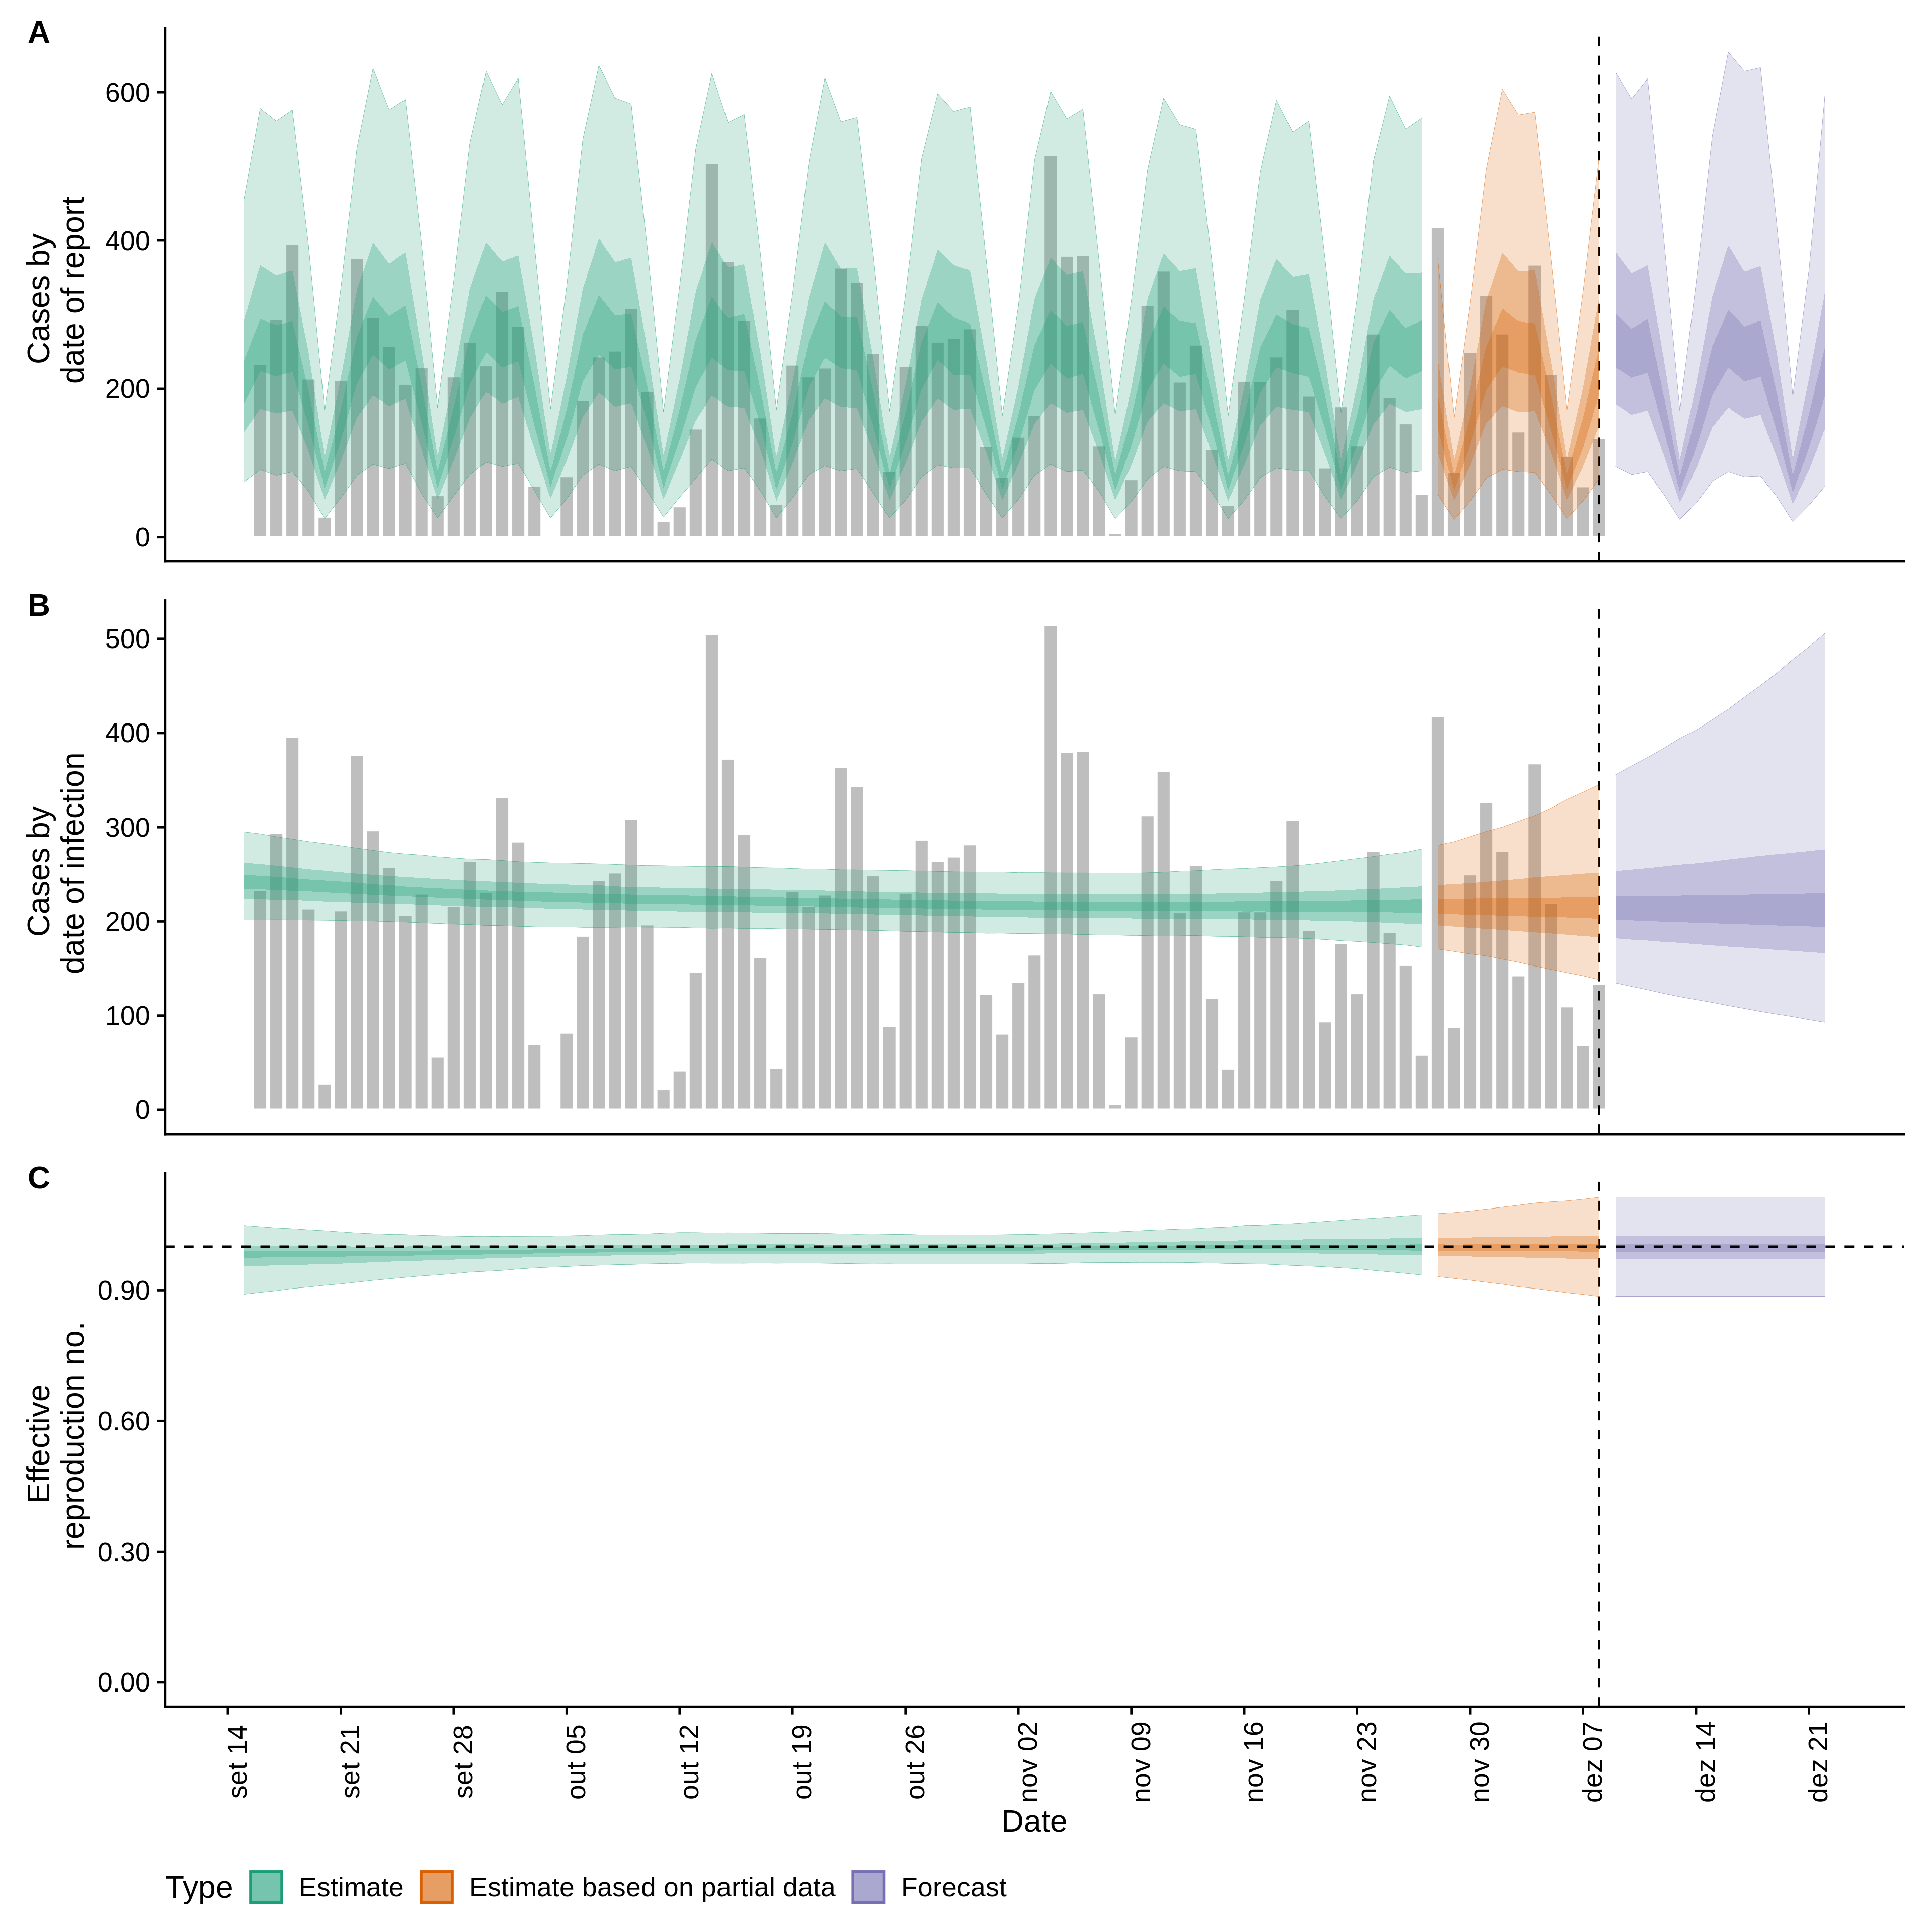 A
600
400
200
0
Cases by
date of report
B
500
400
300
200
100
0
Cases by
date of infection
C
0.90
0.60
0.30
0.00
Effective
reproduction no.
set 14
set 21
set 28
out 05
out 12
out 19
out 26
nov 02
nov 09
nov 16
nov 23
nov 30
dez 07
dez 14
dez 21
Date
Type Estimate Estimate based on partial data Forecast